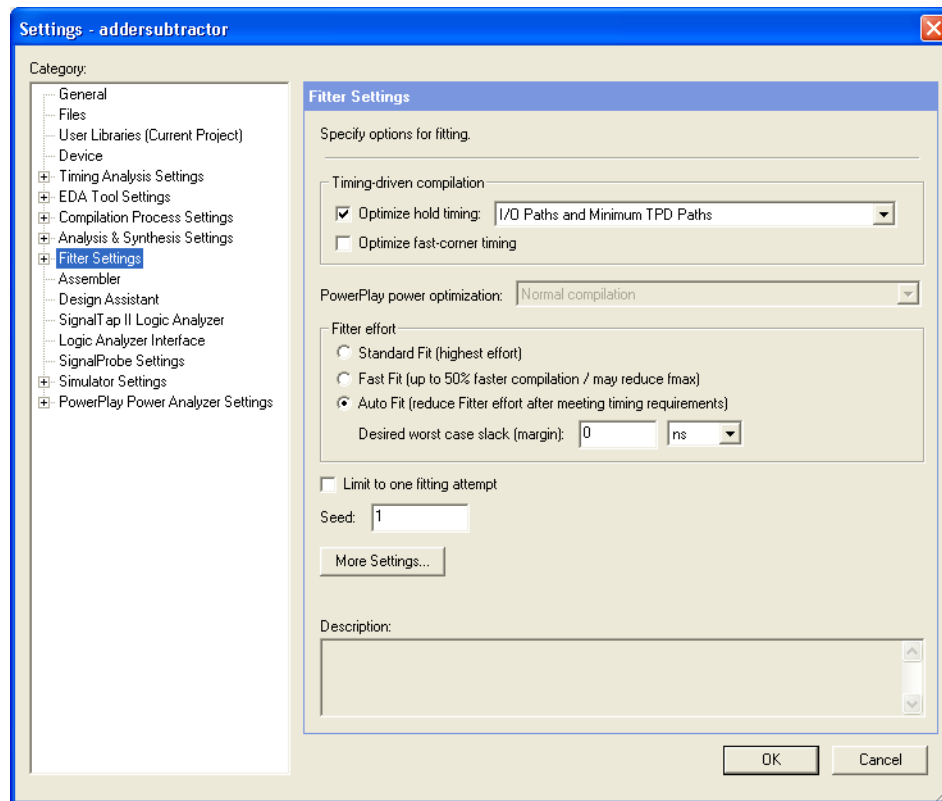 Settings - addersubtractor
Category:
General
Files
User Libraries (Current Project)
Device
Timing Analysis Settings
EDA Tool Settings
Compilation Process Settings
Analysis & Synthesis Settings
Fitter Settings
Assembler
Design Assistant
SignalTap II Logic Analyzer
Logic Analyzer Interface
SignalProbe Settings
Simulator Settings
PowerPlay Power Analyzer Settings
Fitter Settings
Specify options for fitting.
Timing-driven compilation
Optimize hold timing: I/O Paths and Minimum TPD Paths
Optimize fast-corner timing
PowerPlay power optimization: Normal compilation
Fitter effort
Standard Fit (highest effort)
Fast Fit (up to 50% faster compilation / may reduce fmax)
Auto Fit (reduce Fitter effort after meeting timing requirements)
Desired worst case slack (margin): 0 ns
Limit to one fitting attempt
Seed: 1
More Settings...
Description:
OK Cancel